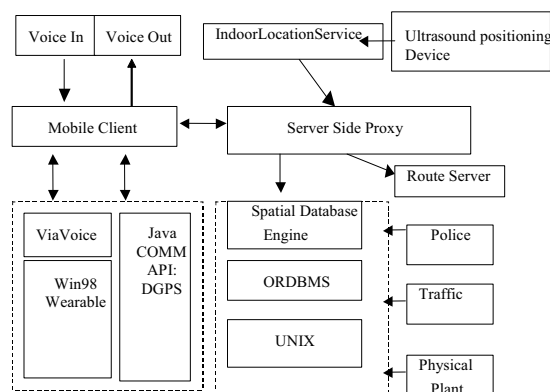 Voice In
Voice Out
IndoorLocationService
Ultrasound positioning
Device
Mobile Client
Server Side Proxy
Route Server
ViaVoice
Win98
Wearable
Java
COMM
API:
DGPS
Spatial Database
Engine
ORDBMS
UNIX
Police
Traffic
Physical
Plant